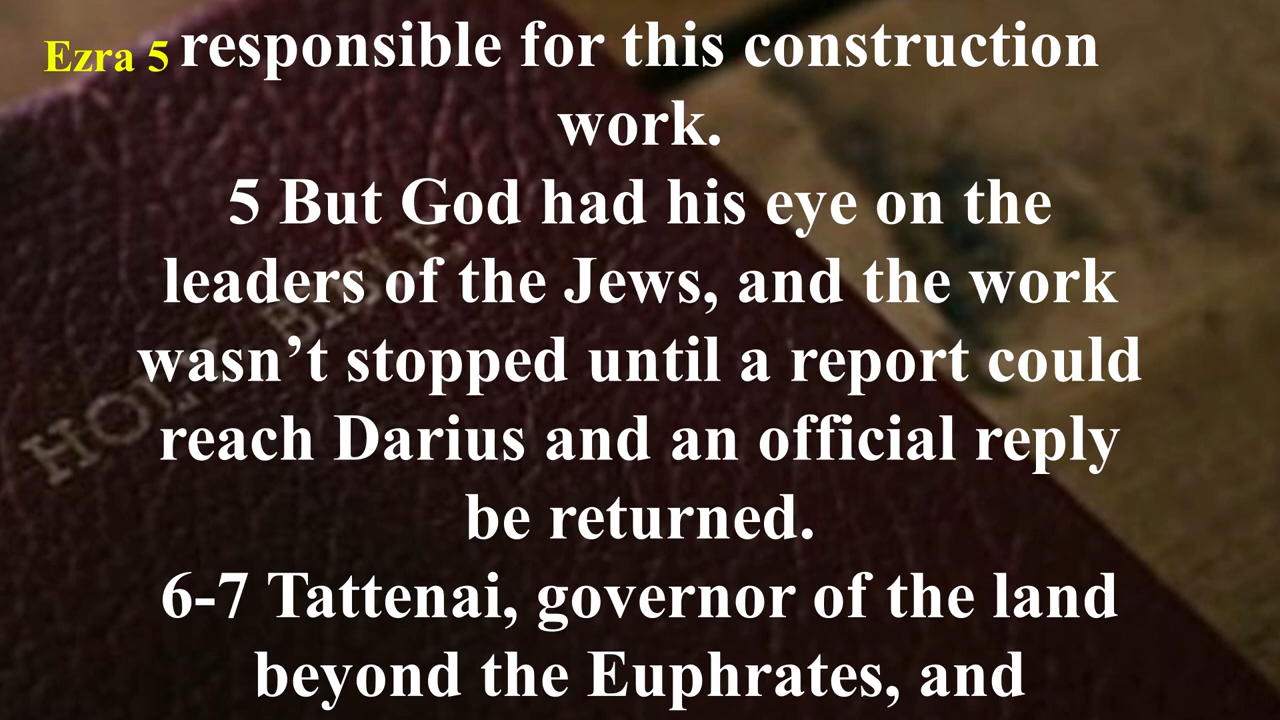 Ezra 5 responsible for this construction
work.
5 But God had his eye on the
leaders of the Jews, and the work
wasn’t stopped until a report could
reach Darius and an official reply
be returned.
6-7 Tattenai, governor of the land
beyond the Euphrates, and
HOLY BIBLE